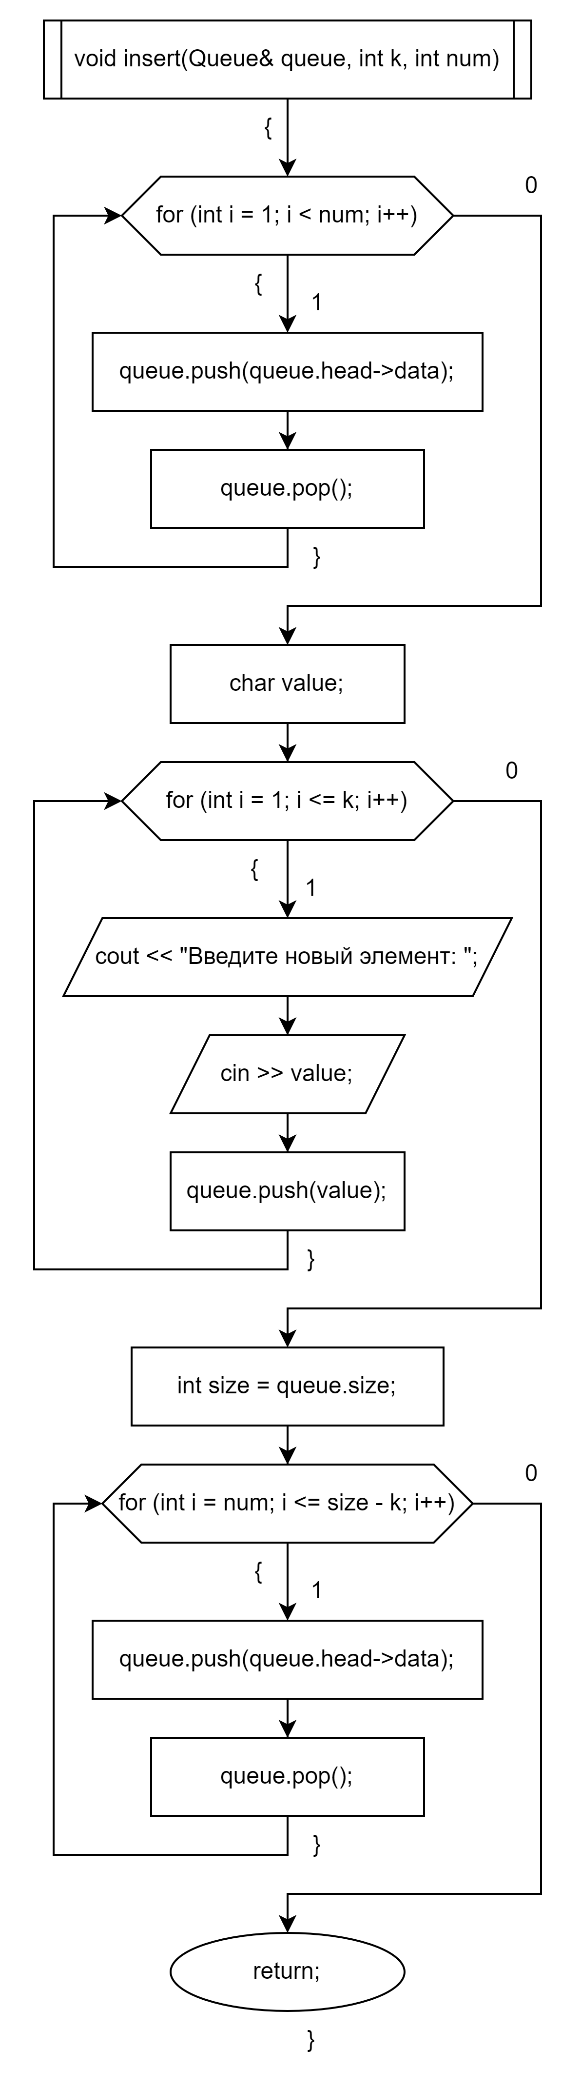 void insert(Queue& queue, int k, int num)
{
0
for (int i = 1; i < num; i++)
{
1
queue.push(queue.head->data);
queue.pop();
}
char value;
0
for (int i = 1; i <= k; i++)
{
1
cout << "Введите новый элемент: ";
cin >> value;
queue.push(value);
}
int size = queue.size;
0
for (int i = num; i <= size - k; i++)
{
1
queue.push(queue.head->data);
queue.pop();
}
return;
}